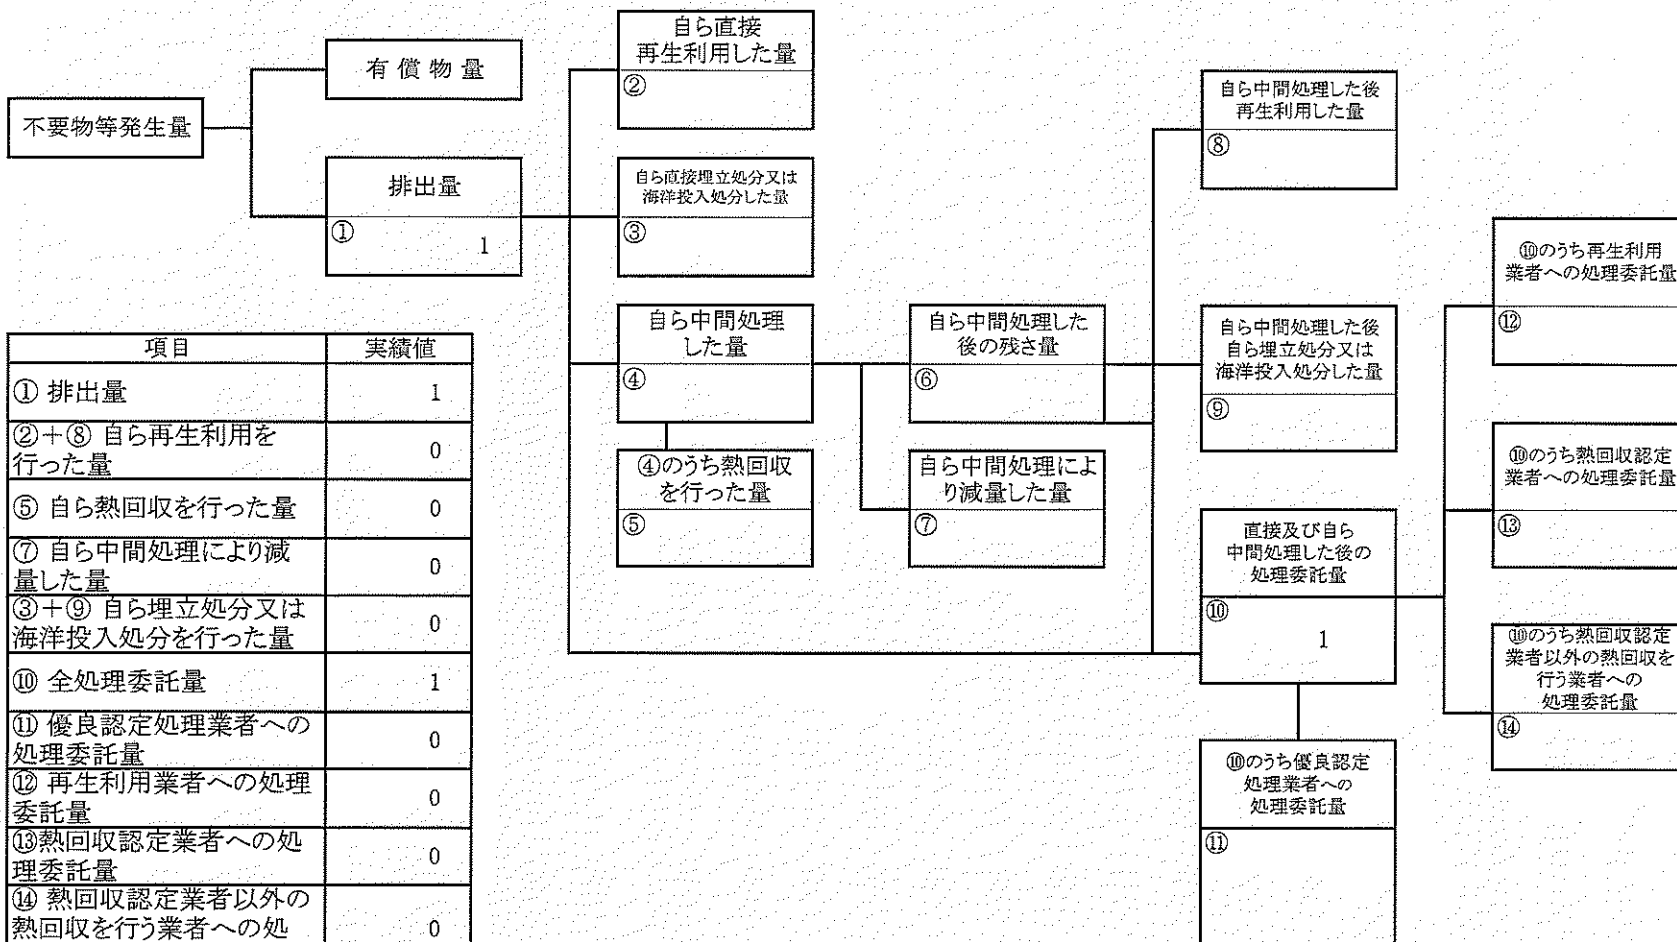 不要物等発生量
有償物量
排出量
①
1
自ら直接
再生利用した量
②
自ら直接埋立処分又は
海洋投入処分した量
③
自ら中間処理
した量
④
④のうち熱回収
を行った量
⑤
自ら中間処理した
後の残さ量
⑥
自ら中間処理によ
り減量した量
⑦
自ら中間処理した後
再生利用した量
⑧
自ら中間処理した後
自ら埋立処分又は
海洋投入処分した量
⑨
直接及び自ら
中間処理した後の
処理委託量
⑩
1
⑩のうち優良認定
処理業者への
処理委託量
⑪
⑩のうち再生利用
業者への処理委託量
⑫
⑩のうち熱回収認定
業者への処理委託量
⑬
⑩のうち熱回収認定
業者以外の熱回収を
行う業者への
処理委託量
⑭
項目 実績値
① 排出量 1
②+⑧ 自ら再生利用を
行った量 0
⑤ 自ら熱回収を行った量 0
⑦ 自ら中間処理により減
量した量 0
③+⑨ 自ら埋立処分又は
海洋投入処分を行った量 0
⑩ 全処理委託量 1
⑪ 優良認定処理業者への
処理委託量 0
⑫ 再生利用業者への処理
委託量 0
⑬熱回収認定業者への処
理委託量 0
⑭ 熱回収認定業者以外の
熱回収を行う業者への処 0